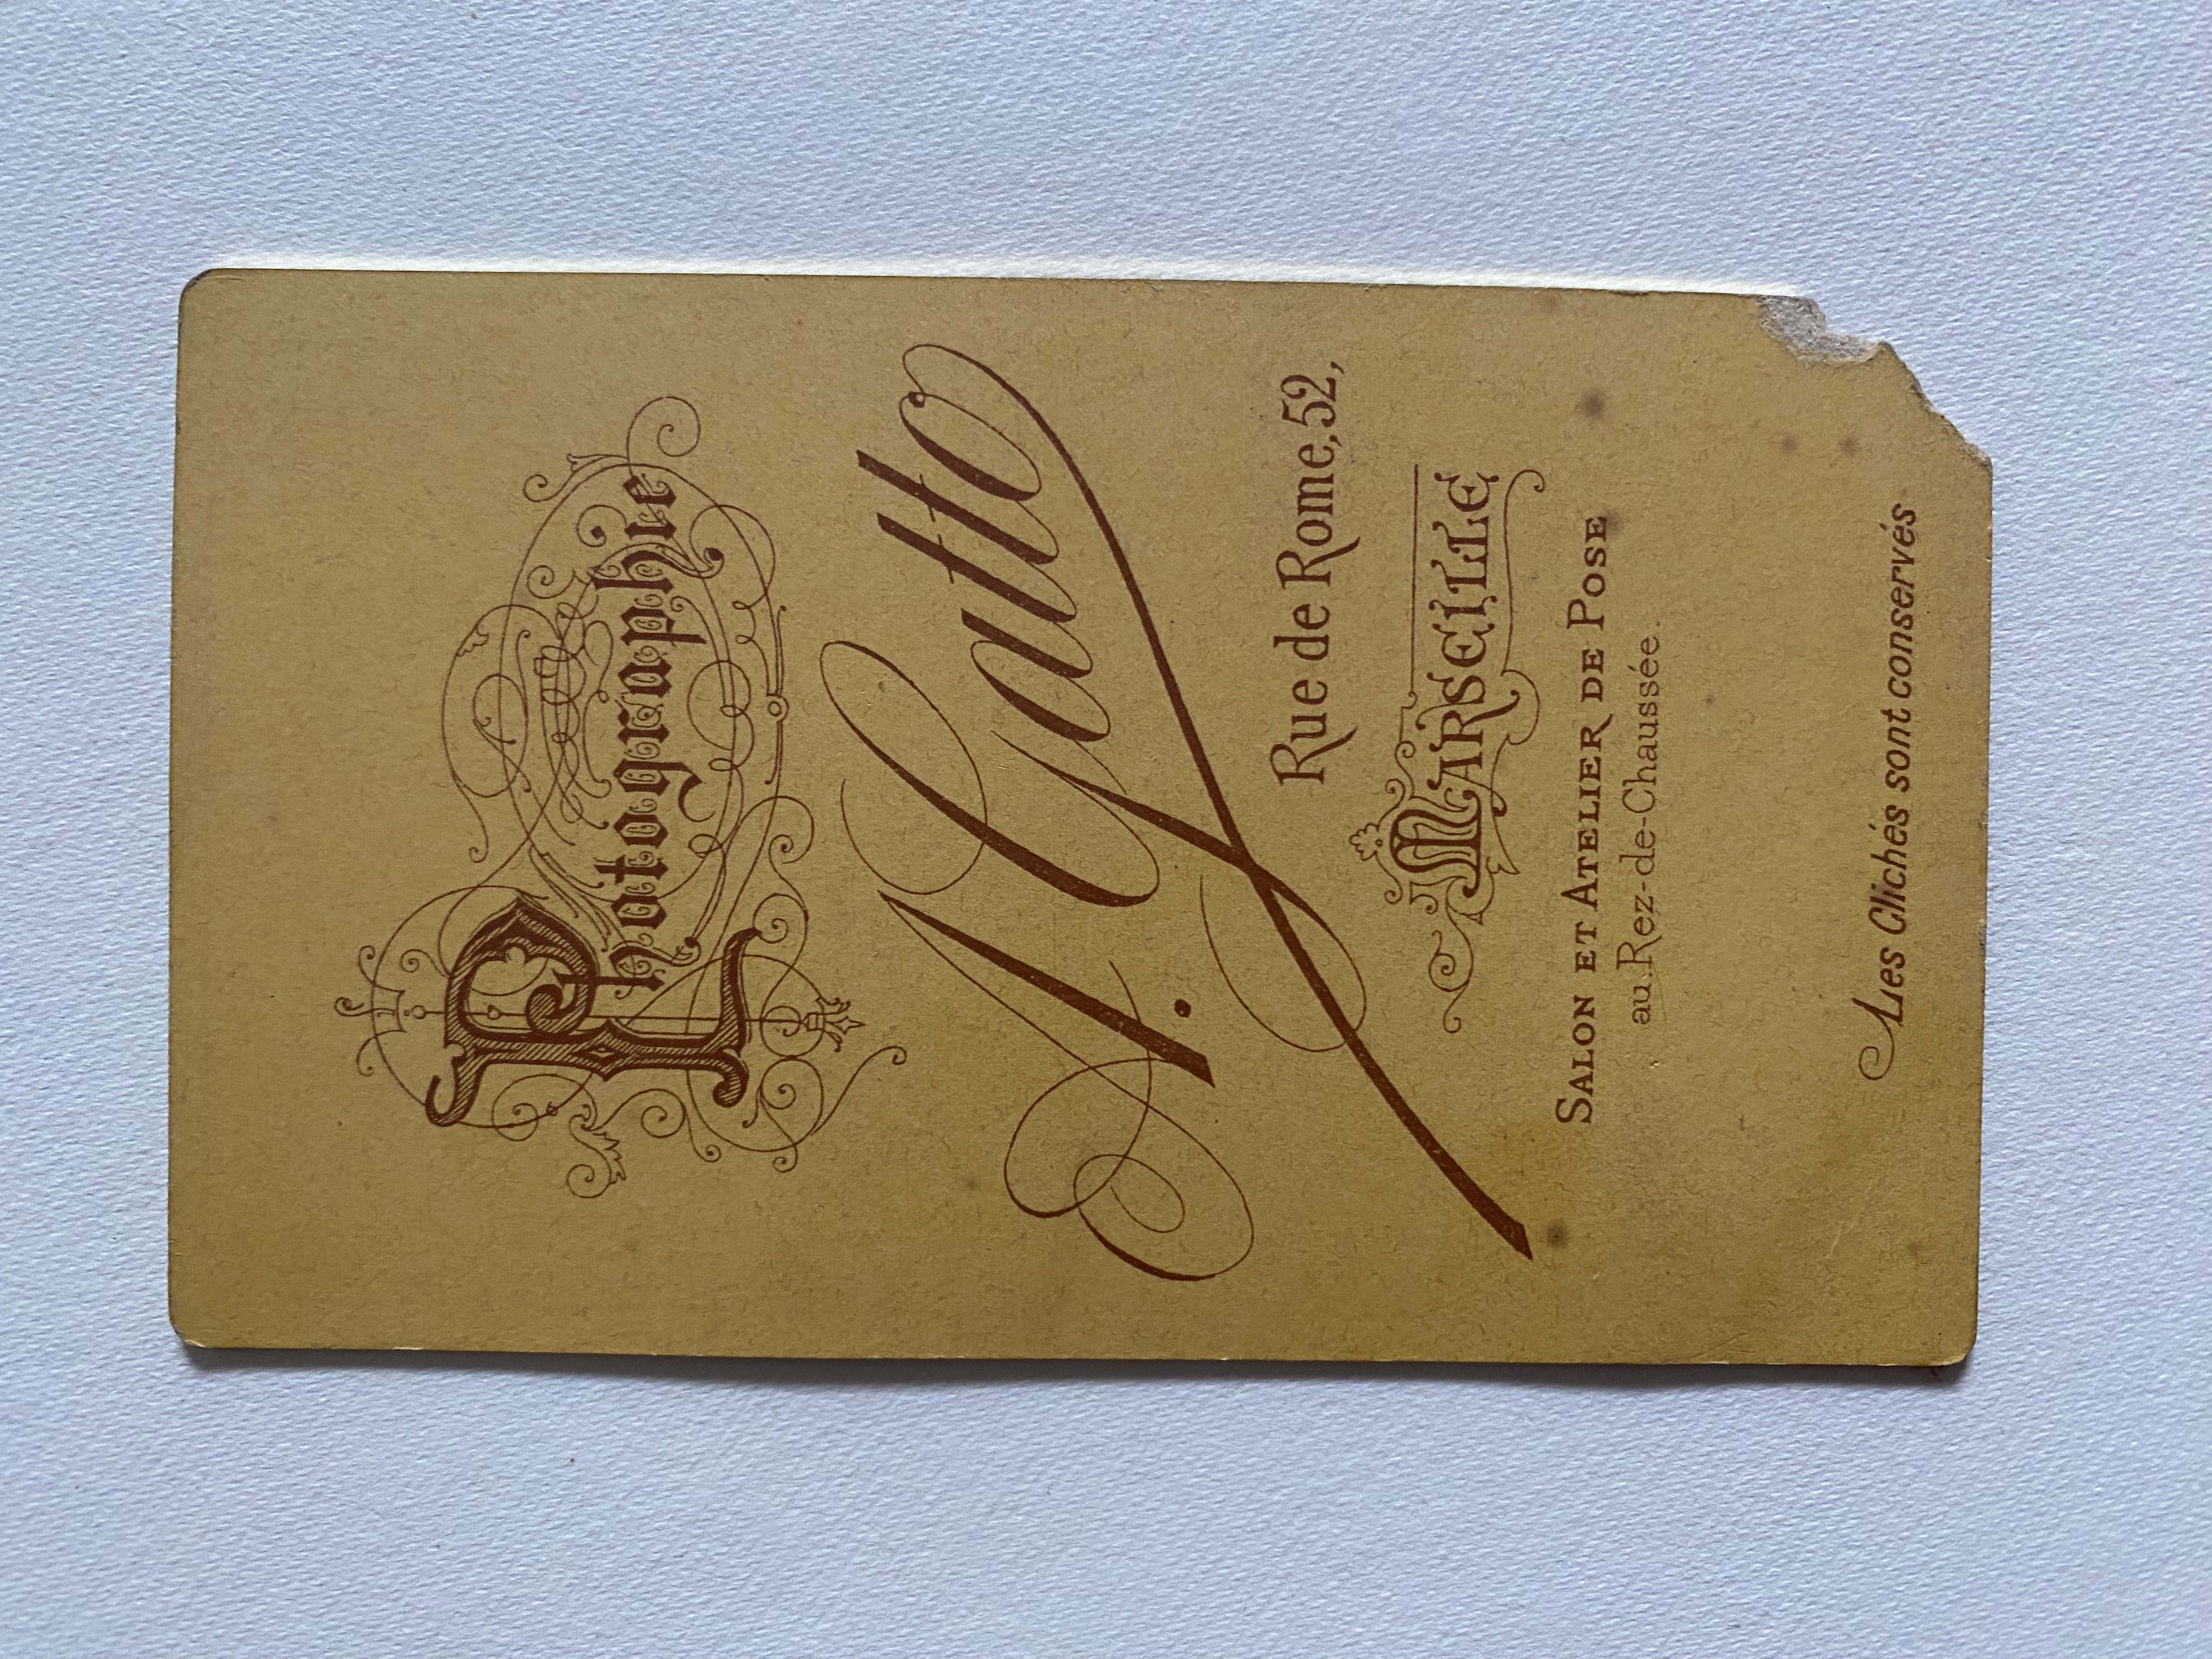 Photographie
A. Gatto
Rue de Rome, 52,
MARSEILLE
SALON ET ATELIER DE POSE
au Rez-de-Chaussée.
Les Clichés sont conservés